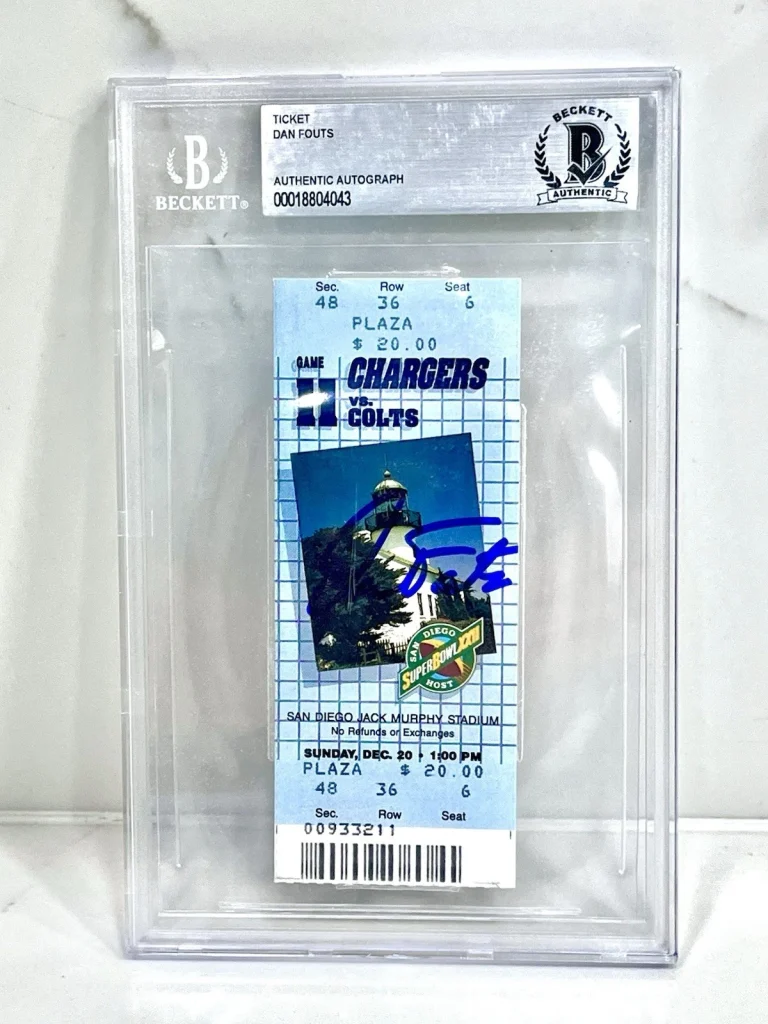 B
BECKETT®
TICKET
DAN FOUTS
AUTHENTIC AUTOGRAPH
00018804043
BECKETT
B
AUTHENTIC
Sec. Row Seat
48 36 6
PLAZA
$ 20.00
GAME
CHARGERS
VS.
COLTS
SAN DIEGO
SUPER BOWL XXII
HOST
SAN DIEGO JACK MURPHY STADIUM
No Refunds or Exchanges
SUNDAY, DEC. 20 • 1:00 PM
PLAZA $ 20.00
48 36 6
Sec. Row Seat
00933211